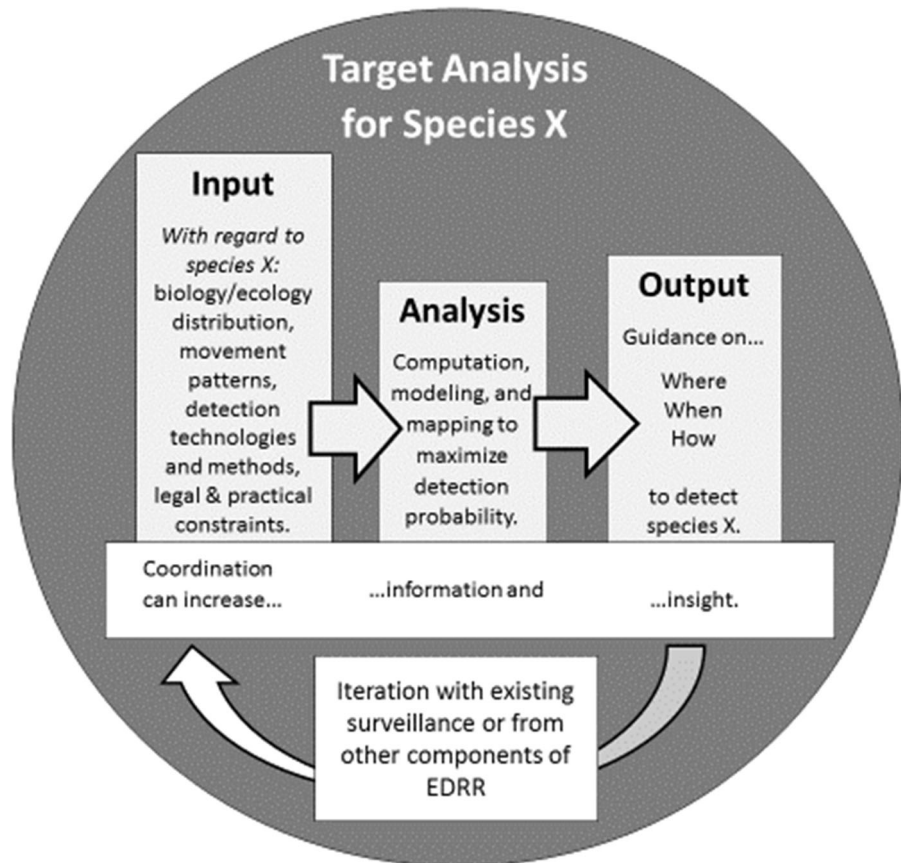 Target Analysis
for Species X
Input
With regard to
species X:
biology/ecology
distribution,
movement
patterns,
detection
technologies
and methods,
legal & practical
constraints.
Analysis
Computation,
modeling, and
mapping to
maximize
detection
probability.
Output
Guidance on...
Where
When
How
to detect
species X.
Coordination
can increase...
...information and
...insight.
Iteration with existing
surveillance or from
other components of
EDRR